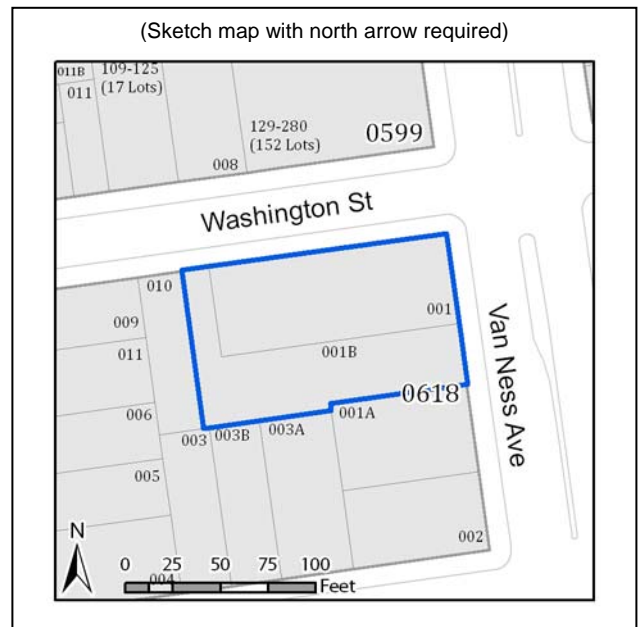 (Sketch map with north arrow required)
011B
109-125
(17 Lots)
011
129-280
(152 Lots)
0599
008
Washington St
010
001
009
011
001B
Van Ness Ave
0618
006
001A
003
003B
003A
005
002
N
0 25 50 75 100
Feet
004